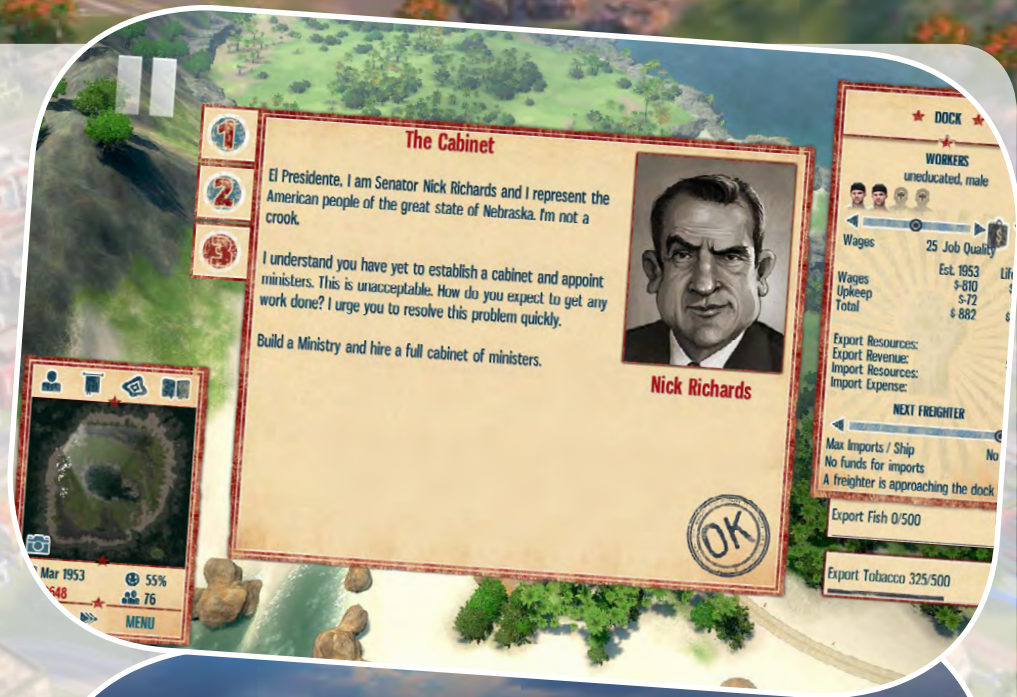 The Cabinet
El Presidente, I am Senator Nick Richards and I represent the
American people of the great state of Nebraska. I'm not a
crook.
I understand you have yet to establish a cabinet and appoint
ministers. This is unacceptable. How do you expect to get any
work done? I urge you to resolve this problem quickly.
Build a Ministry and hire a full cabinet of ministers.
Nick Richards
OK
1
2
Mar 1953
55%
648
76
MENU
DOCK
WORKERS
uneducated, male
Wages
25 Job Quality
Est. 1953
Wages $-810
Upkeep $-72
Total $-882
Export Resources:
Export Revenue:
Import Resources:
Import Expense:
NEXT FREIGHTER
Max Imports / Ship No
No funds for imports
A freighter is approaching the dock
Export Fish 0/500
Export Tobacco 325/500